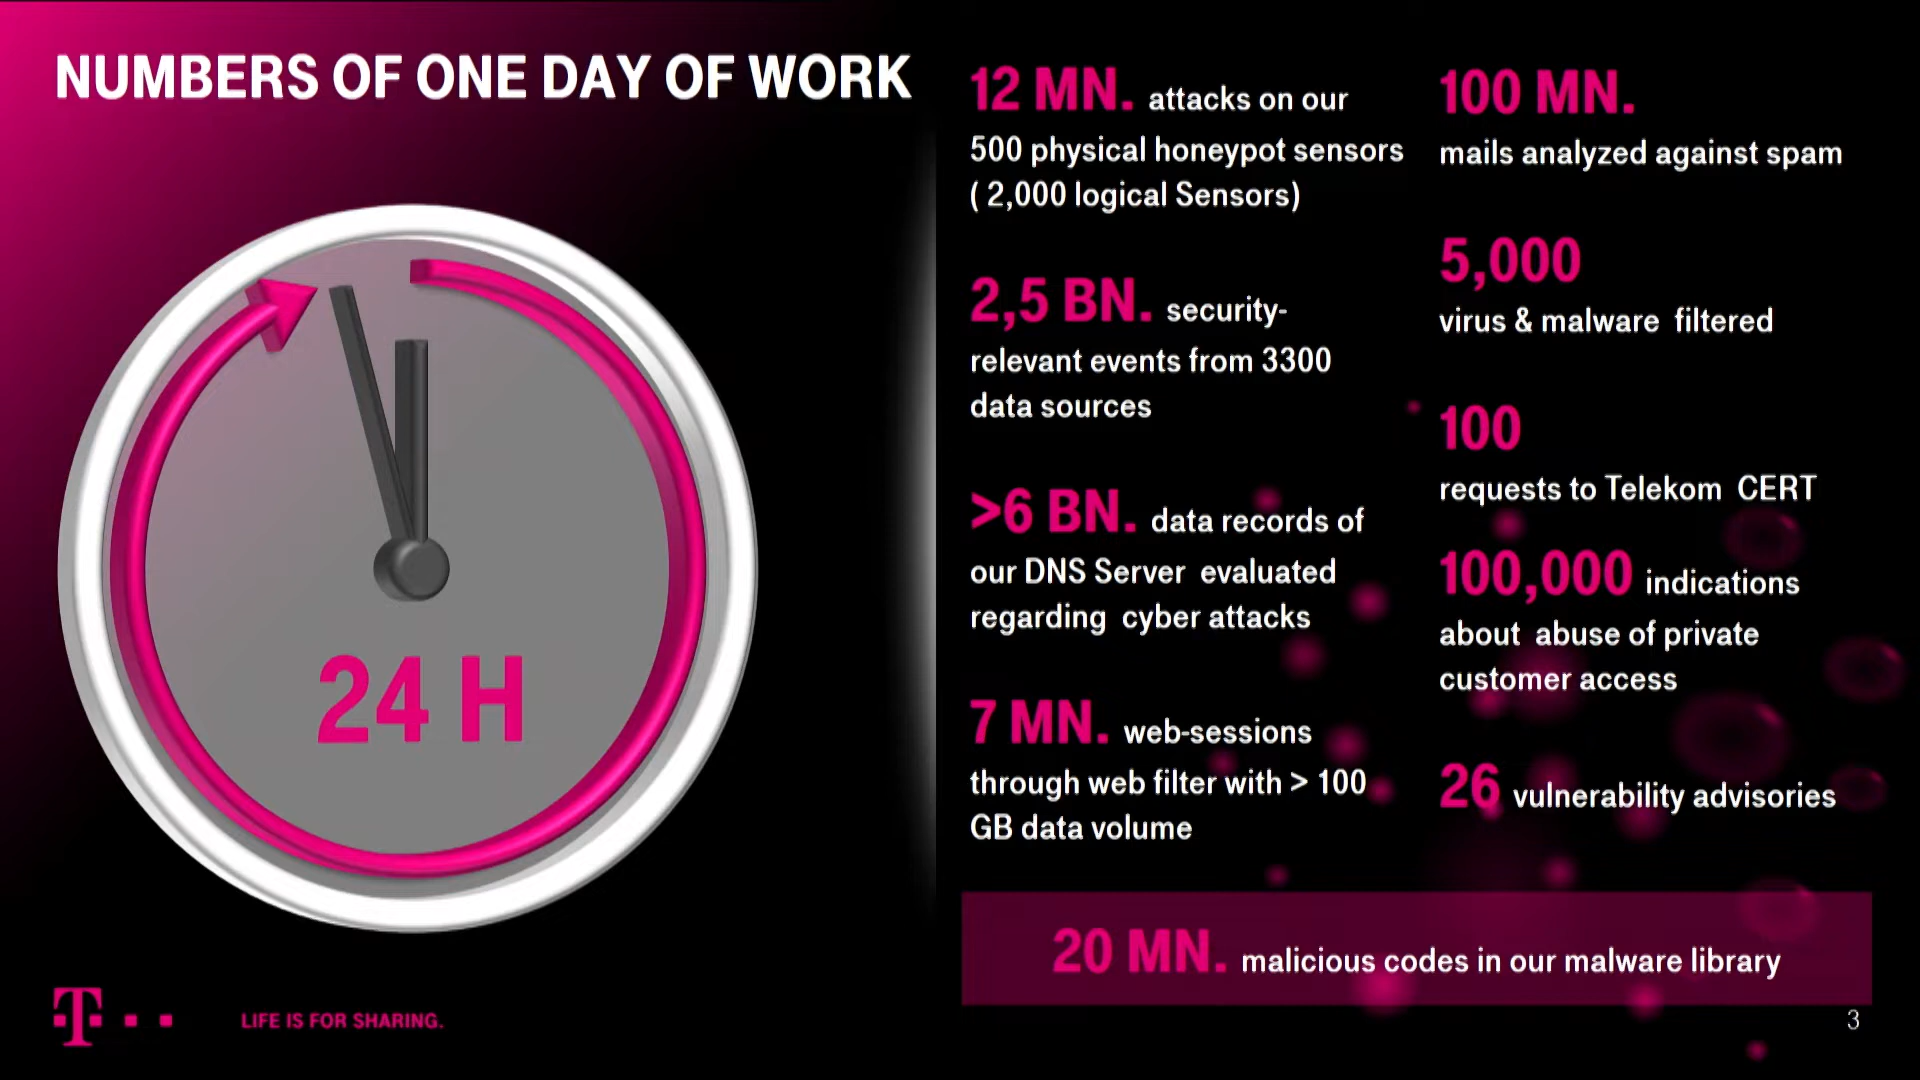 NUMBERS OF ONE DAY OF WORK
24 H
12 MN. attacks on our
500 physical honeypot sensors
( 2,000 logical Sensors)
2,5 BN. security-
relevant events from 3300
data sources
>6 BN. data records of
our DNS Server evaluated
regarding cyber attacks
7 MN. web-sessions
through web filter with > 100
GB data volume
100 MN.
mails analyzed against spam
5,000
virus & malware filtered
100
requests to Telekom CERT
100,000 indications
about abuse of private
customer access
26 vulnerability advisories
20 MN. malicious codes in our malware library
T
LIFE IS FOR SHARING.
3